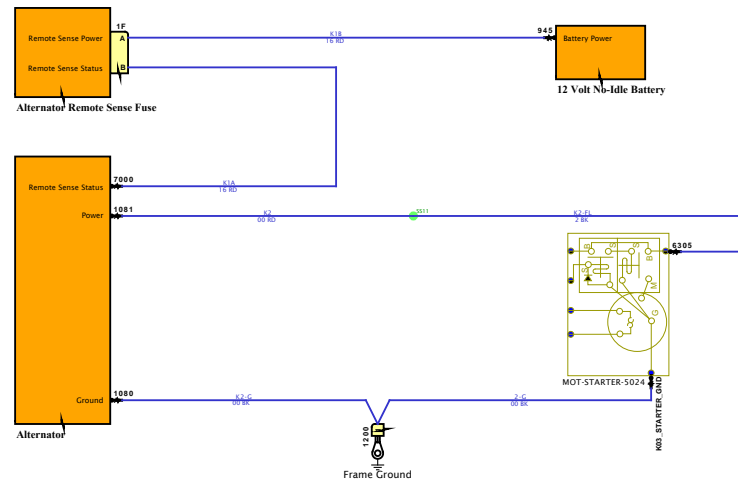 1F
Remote Sense Power
A
K1B
16 RD
945
Battery Power
Remote Sense Status
B
12 Volt No-Idle Battery
Alternator Remote Sense Fuse
7000
Remote Sense Status
K1A
16 RD
1081
Power
K2
00 RD
5511
K2-FL
2 BK
6305
B
S
S
B
S
M
G
MOT-STARTER-5024
K03_STARTER_GND
1080
Ground
K2-G
00 BK
2-G
00 BK
Alternator
1200
Frame Ground